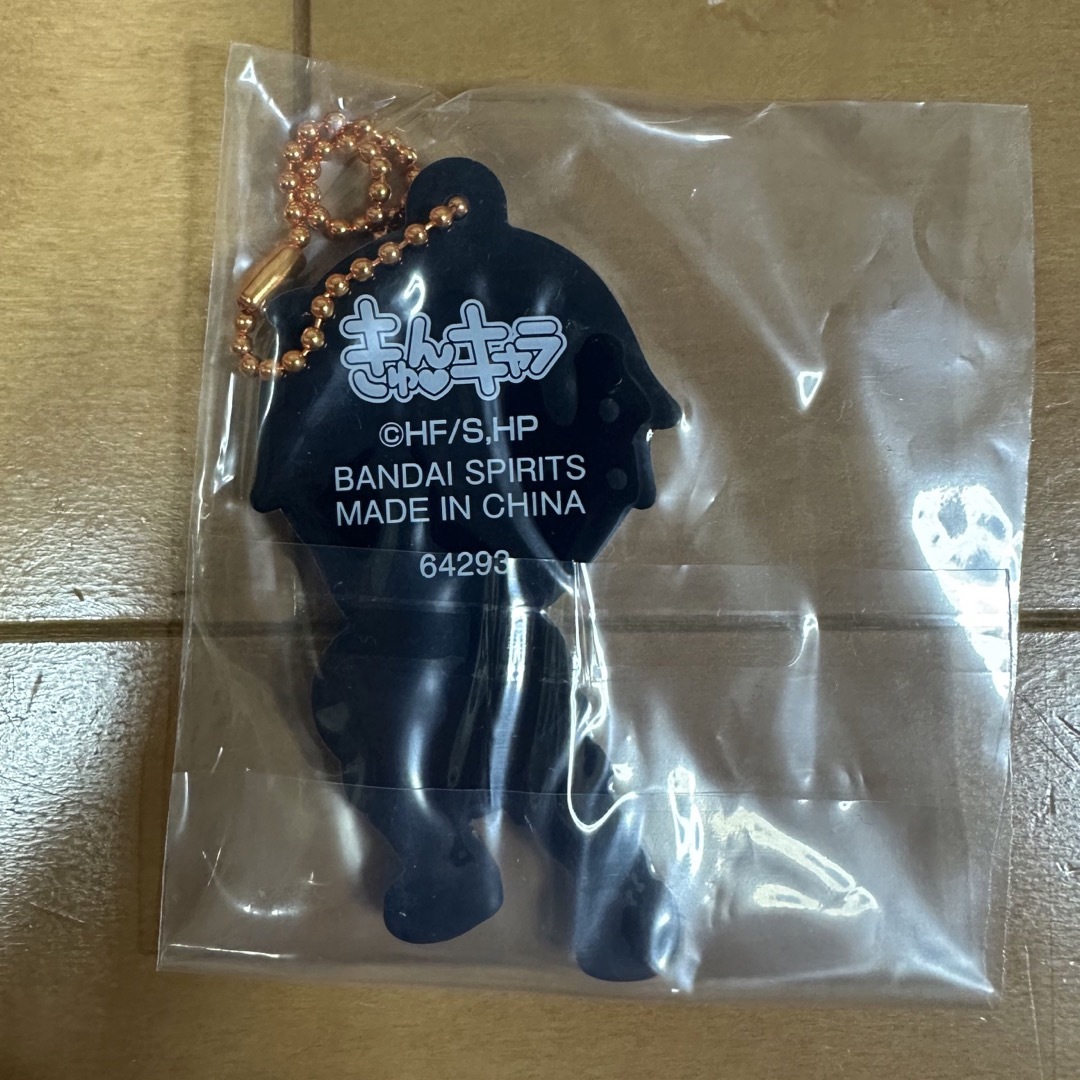 きゅんキャラ
©HF/S,HP
BANDAI SPIRITS
MADE IN CHINA
64293